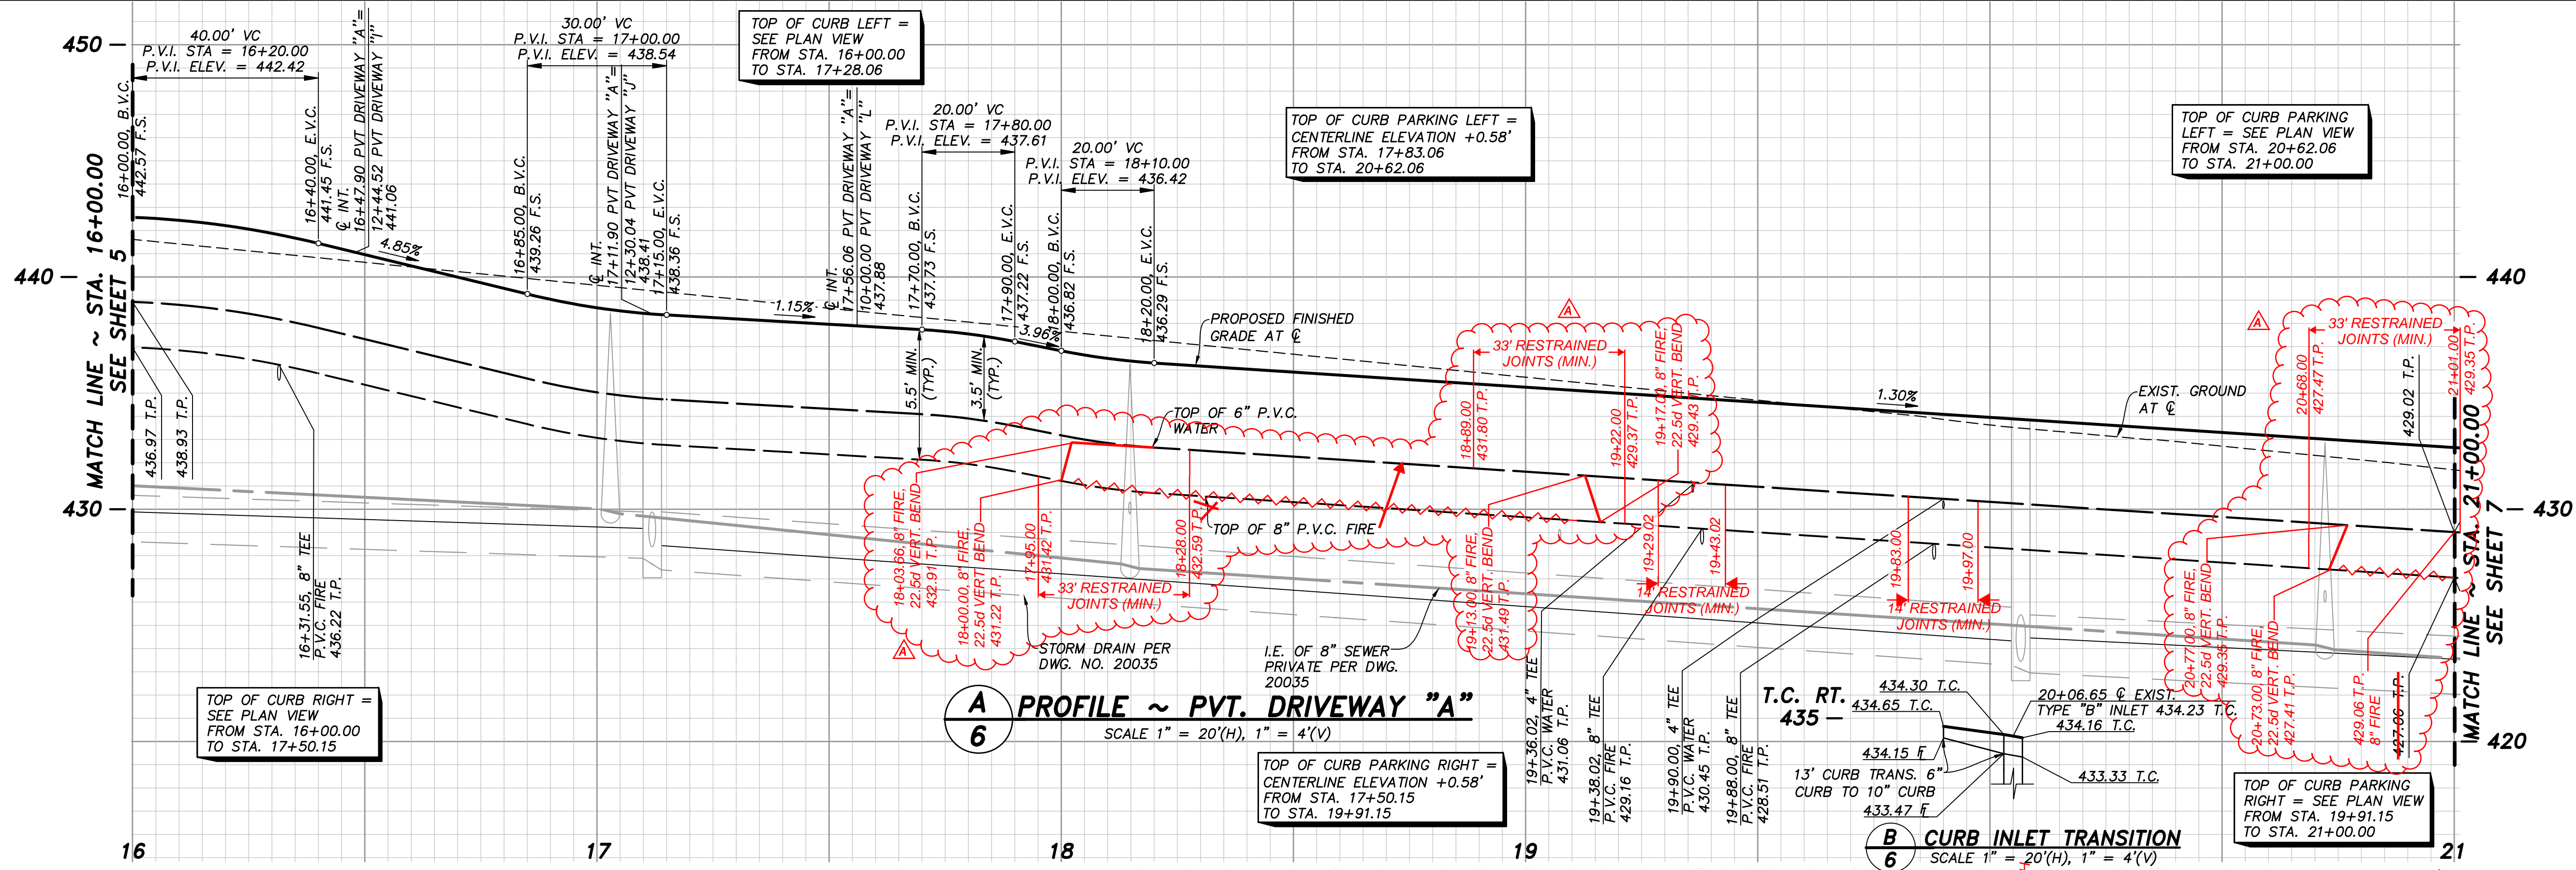 450
440
430
MATCH LINE ~ STA. 16+00.00
SEE SHEET 5
40.00' VC
P.V.I. STA = 16+20.00
P.V.I. ELEV. = 442.42
16+00.00, B.V.C.
442.57 F.S.
16+40.00, E.V.C.
441.45 F.S.
℄ INT.
16+47.90 PVT DRIVEWAY "A"=
12+44.52 PVT DRIVEWAY "I"
441.06
4.85%
30.00' VC
P.V.I. STA = 17+00.00
P.V.I. ELEV. = 438.54
16+85.00, B.V.C.
439.26 F.S.
℄ INT.
17+11.90 PVT DRIVEWAY "A"=
12+30.04 PVT DRIVEWAY "J"
438.41
17+15.00, E.V.C.
438.36 F.S.
TOP OF CURB LEFT =
SEE PLAN VIEW
FROM STA. 16+00.00
TO STA. 17+28.06
1.15%
℄ INT.
17+56.06 PVT DRIVEWAY "A"=
10+00.00 PVT DRIVEWAY "L"
437.88
20.00' VC
P.V.I. STA = 17+80.00
P.V.I. ELEV. = 437.61
17+70.00, B.V.C.
437.73 F.S.
17+90.00, E.V.C.
437.22 F.S.
3.96%
20.00' VC
P.V.I. STA = 18+10.00
P.V.I. ELEV. = 436.42
18+00.00, B.V.C.
436.82 F.S.
18+20.00, E.V.C.
436.29 F.S.
PROPOSED FINISHED
GRADE AT ℄
TOP OF CURB PARKING LEFT =
CENTERLINE ELEVATION +0.58'
FROM STA. 17+83.06
TO STA. 20+62.06
TOP OF CURB PARKING
LEFT = SEE PLAN VIEW
FROM STA. 20+62.06
TO STA. 21+00.00
436.97 T.P.
438.93 T.P.
16+31.55, 8" TEE
P.V.C. FIRE
436.22 T.P.
5.5' MIN.
(TYP.)
3.5' MIN.
(TYP.)
TOP OF 6" P.V.C.
WATER
TOP OF 8" P.V.C. FIRE
18+03.66, 8" FIRE,
22.5d VERT. BEND
432.91 T.P.
18+00.00, 8" FIRE,
22.5d VERT. BEND
431.22 T.P.
17+95.00
431.42 T.P.
33' RESTRAINED
JOINTS (MIN.)
18+28.00
432.59 T.P.
A
STORM DRAIN PER
DWG. NO. 20035
I.E. OF 8" SEWER
PRIVATE PER DWG.
20035
A
33' RESTRAINED
JOINTS (MIN.)
18+89.00
431.80 T.P.
19+22.00
429.37 T.P.
19+17.00, 8" FIRE,
22.5d VERT. BEND
429.43 T.P.
19+13.00, 8" FIRE,
22.5d VERT. BEND
431.49 T.P.
19+29.02
19+43.02
14' RESTRAINED
JOINTS (MIN.)
19+83.00
19+97.00
14' RESTRAINED
JOINTS (MIN.)
1.30%
EXIST. GROUND
AT ℄
A
33' RESTRAINED
JOINTS (MIN.)
20+68.00
427.47 T.P.
21+01.00
429.35 T.P.
429.02 T.P.
20+77.00, 8" FIRE,
22.5d VERT. BEND
429.35 T.P.
20+73.00, 8" FIRE,
22.5d VERT. BEND
427.41 T.P.
429.06 T.P.
8" FIRE
427.06 T.P.
440
430
420
MATCH LINE ~ STA. 21+00.00
SEE SHEET 7
19+36.02, 4" TEE
P.V.C. WATER
431.06 T.P.
19+38.02, 8" TEE
P.V.C. FIRE
429.16 T.P.
19+90.00, 4" TEE
P.V.C. WATER
430.45 T.P.
19+88.00, 8" TEE
P.V.C. FIRE
428.51 T.P.
TOP OF CURB RIGHT =
SEE PLAN VIEW
FROM STA. 16+00.00
TO STA. 17+50.15
A
6
PROFILE ~ PVT. DRIVEWAY "A"
SCALE 1" = 20'(H), 1" = 4'(V)
TOP OF CURB PARKING RIGHT =
CENTERLINE ELEVATION +0.58'
FROM STA. 17+50.15
TO STA. 19+91.15
T.C. RT.
435
434.30 T.C.
434.65 T.C.
20+06.65 ℄ EXIST.
TYPE "B" INLET 434.23 T.C.
434.16 T.C.
434.15 FL
13' CURB TRANS. 6"
CURB TO 10" CURB
433.33 T.C.
433.47 FL
B
6
CURB INLET TRANSITION
SCALE 1" = 20'(H), 1" = 4'(V)
TOP OF CURB PARKING
RIGHT = SEE PLAN VIEW
FROM STA. 19+91.15
TO STA. 21+00.00
16
17
18
19
21